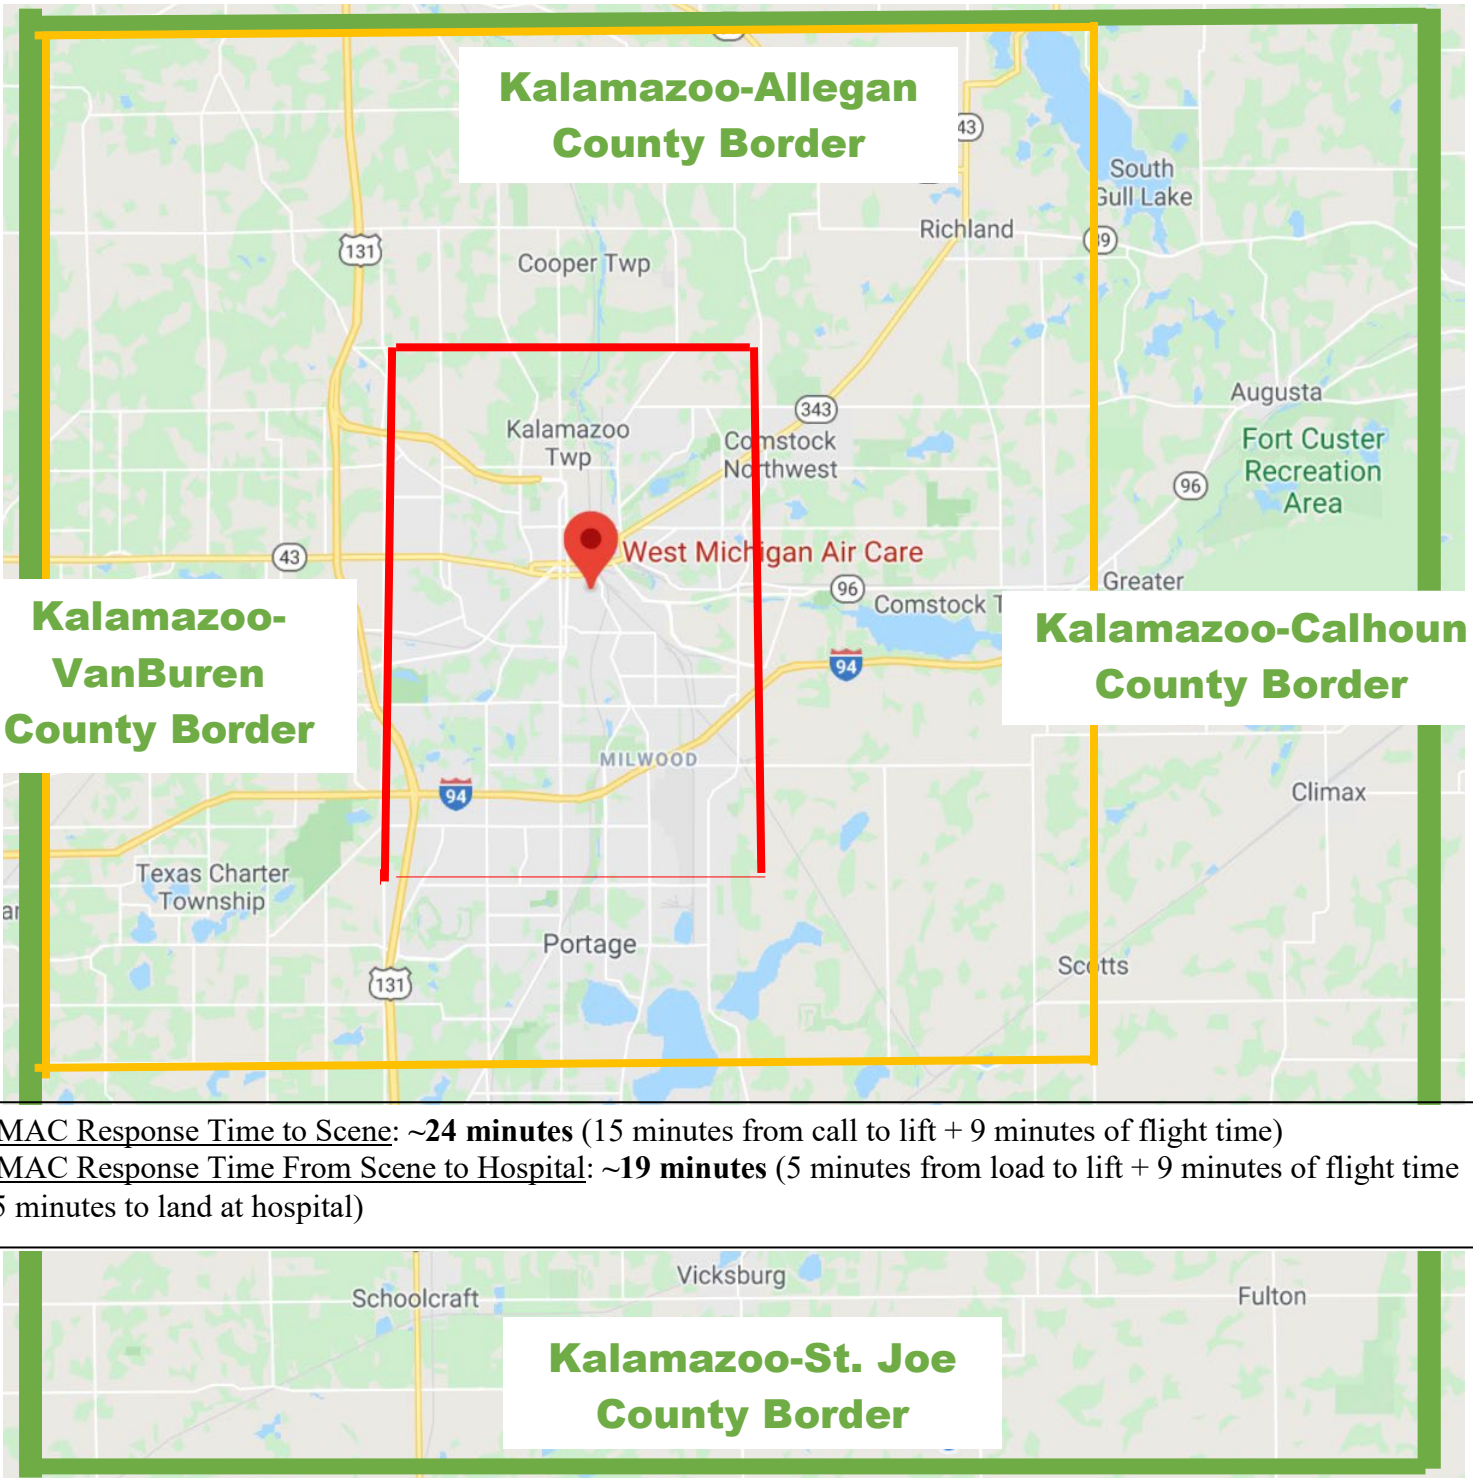 Kalamazoo-Allegan
County Border
43
South
Gull Lake
Richland
89
131
Cooper Twp
Augusta
343
Kalamazoo
Twp
Comstock
Northwest
Fort Custer
Recreation
Area
96
West Michigan Air Care
43
Greater
96
Comstock T
Kalamazoo-
VanBuren
County Border
Kalamazoo-Calhoun
County Border
94
MILWOOD
94
Climax
Texas Charter
Township
Portage
Scotts
131
MAC Response Time to Scene: ~24 minutes (15 minutes from call to lift + 9 minutes of flight time)
MAC Response Time From Scene to Hospital: ~19 minutes (5 minutes from load to lift + 9 minutes of flight time
5 minutes to land at hospital)
Vicksburg
Schoolcraft
Fulton
Kalamazoo-St. Joe
County Border